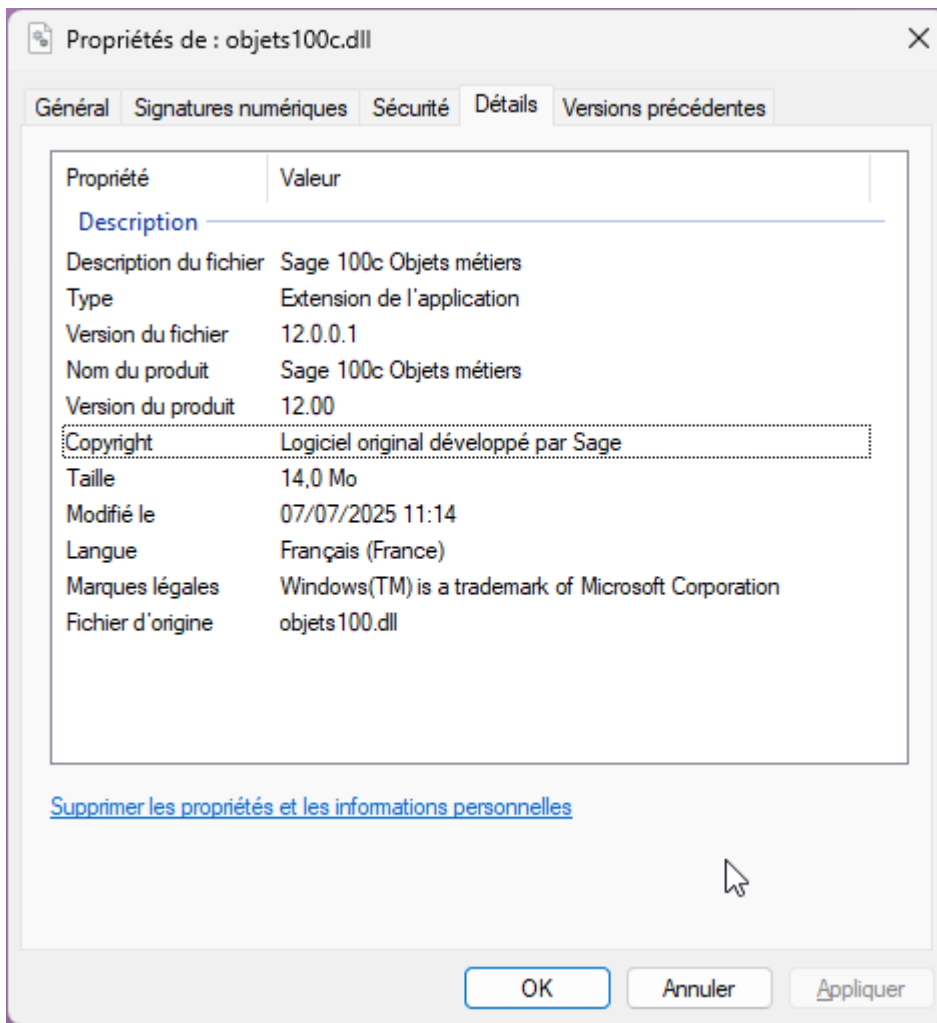 Propriétés de : objets100c.dll
Général Signatures numériques Sécurité Détails Versions précédentes
Propriété Valeur
Description
Description du fichier Sage 100c Objets métiers
Type Extension de l'application
Version du fichier 12.0.0.1
Nom du produit Sage 100c Objets métiers
Version du produit 12.00
Copyright Logiciel original développé par Sage
Taille 14,0 Mo
Modifié le 07/07/2025 11:14
Langue Français (France)
Marques légales Windows(TM) is a trademark of Microsoft Corporation
Fichier d'origine objets100.dll
Supprimer les propriétés et les informations personnelles
OK Annuler Appliquer